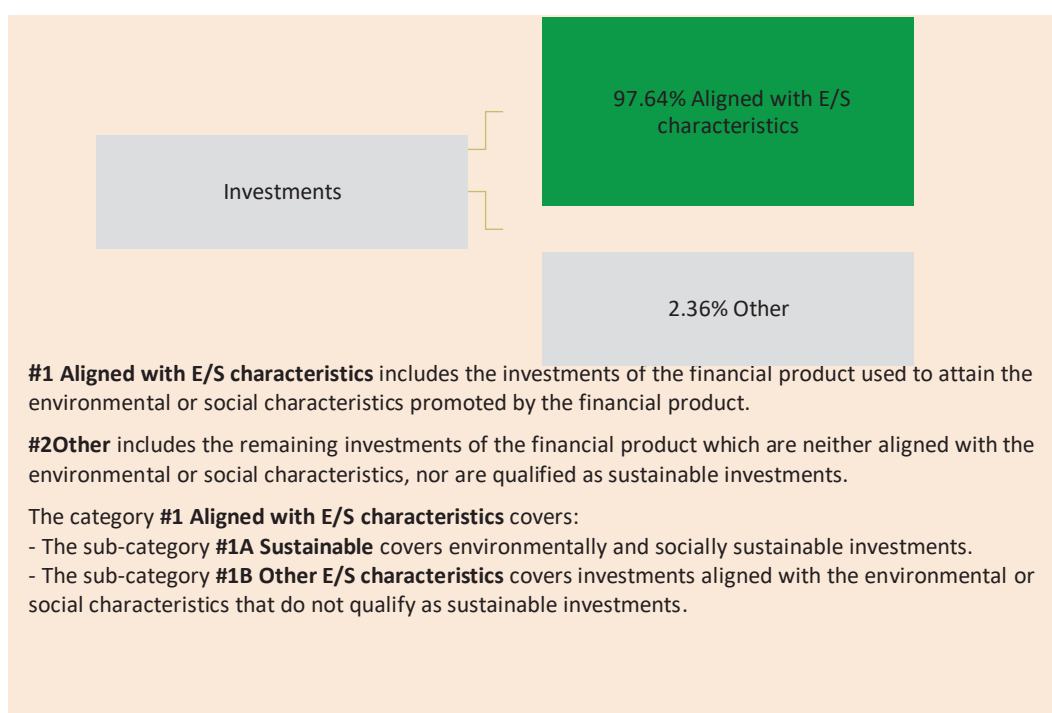 97.64% Aligned with E/S
characteristics
Investments
2.36% Other
#1 Aligned with E/S characteristics includes the investments of the financial product used to attain the
environmental or social characteristics promoted by the financial product.
#2Other includes the remaining investments of the financial product which are neither aligned with the
environmental or social characteristics, nor are qualified as sustainable investments.
The category #1 Aligned with E/S characteristics covers:
- The sub-category #1A Sustainable covers environmentally and socially sustainable investments.
- The sub-category #1B Other E/S characteristics covers investments aligned with the environmental or
social characteristics that do not qualify as sustainable investments.